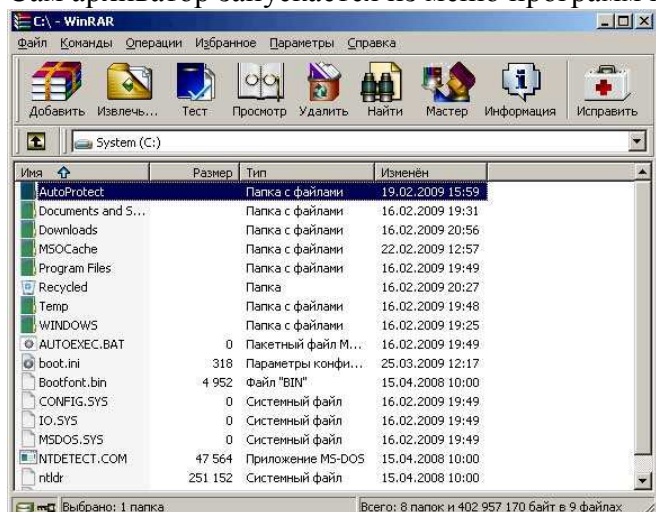 Сам архиватор запускается из меню программ
C:\ - WinRAR
Файл Команды Операции Избранное Параметры Справка
Добавить Извлечь... Тест Просмотр Удалить Найти Мастер Информация Исправить
System (C:)
Имя Размер Тип Изменён
AutoProtect Папка с файлами 19.02.2009 15:59
Documents and S... Папка с файлами 16.02.2009 19:31
Downloads Папка с файлами 16.02.2009 20:56
MSOCache Папка с файлами 22.02.2009 12:57
Program Files Папка с файлами 16.02.2009 19:49
Recycled Папка 16.02.2009 20:27
Temp Папка с файлами 16.02.2009 19:48
WINDOWS Папка с файлами 16.02.2009 19:25
AUTOEXEC.BAT 0 Пакетный файл M... 16.02.2009 19:49
boot.ini 318 Параметры конфи... 25.03.2009 12:17
Bootfont.bin 4 952 Файл "BIN" 15.04.2008 10:00
CONFIG.SYS 0 Системный файл 16.02.2009 19:49
IO.SYS 0 Системный файл 16.02.2009 19:49
MSDOS.SYS 0 Системный файл 16.02.2009 19:49
NTDETECT.COM 47 564 Приложение MS-DOS 15.04.2008 10:00
ntldr 251 152 Системный файл 15.04.2008 10:00
Выбрано: 1 папка Всего: 8 папок и 402 957 170 байт в 9 файлах